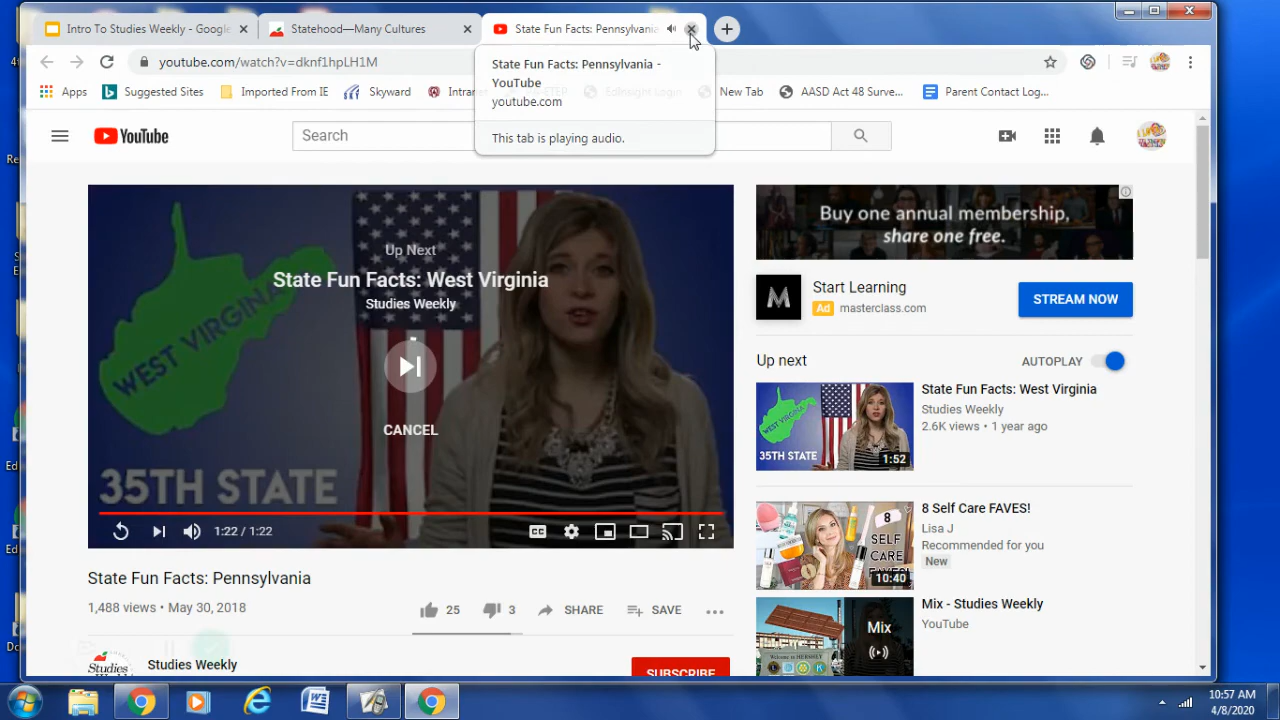 Intro To Studies Weekly - Google
Statehood—Many Cultures
State Fun Facts: Pennsylvania
youtube.com/watch?v=dknf1hpLH1M
State Fun Facts: Pennsylvania -
YouTube
youtube.com
This tab is playing audio.
Apps
Suggested Sites
Imported From IE
Skyward
New Tab
AASD Act 48 Surve...
Parent Contact Log...
YouTube
Search
Up Next
State Fun Facts: West Virginia
Studies Weekly
CANCEL
WEST VIRGINIA
35TH STATE
1:22 / 1:22
CC
State Fun Facts: Pennsylvania
1,488 views • May 30, 2018
25
3
SHARE
SAVE
Studies Weekly
SUBSCRIBE
Buy one annual membership,
share one free.
Start Learning
Ad masterclass.com
STREAM NOW
Up next
AUTOPLAY
WEST VIRGINIA
35TH STATE
1:52
State Fun Facts: West Virginia
Studies Weekly
2.6K views • 1 year ago
8
SELF
CARE
FAVES!
10:40
8 Self Care FAVES!
Lisa J
Recommended for you
New
Mix
Mix - Studies Weekly
YouTube
10:57 AM
4/8/2020